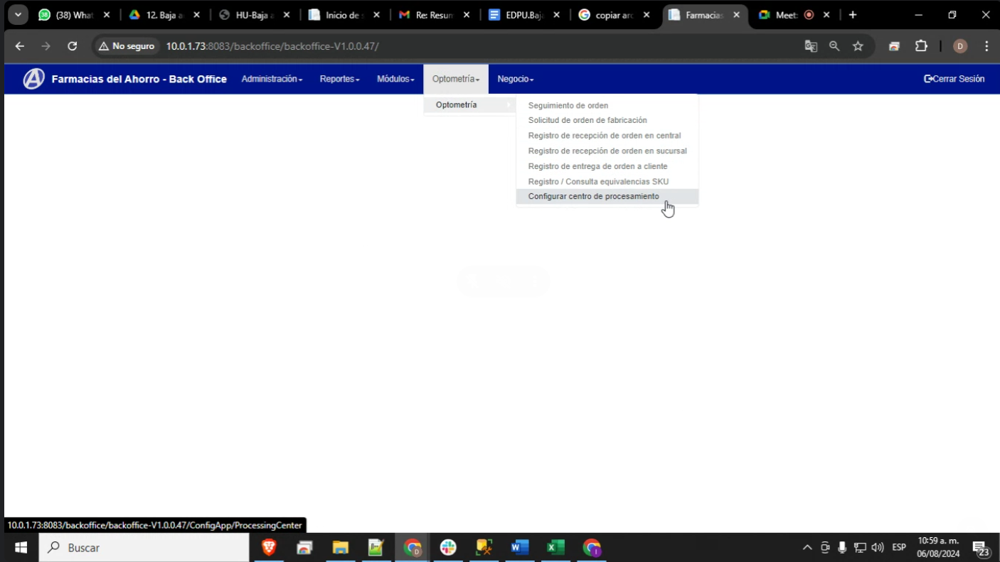 (38) What
12. Baja a
HU-Baja a
Inicio de s
Re: Resum
EDPU.Baja
copiar arc
Farmacias
Meet:
No seguro
10.0.1.73:8083/backoffice/backoffice-V1.0.0.47/
D
Farmacias del Ahorro - Back Office
Administración
Reportes
Módulos
Optometría
Negocio
Cerrar Sesión
Optometría
Seguimiento de orden
Solicitud de orden de fabricación
Registro de recepción de orden en central
Registro de recepción de orden en sucursal
Registro de entrega de orden a cliente
Registro / Consulta equivalencias SKU
Configurar centro de procesamiento
10.0.1.73:8083/backoffice/backoffice-V1.0.0.47/ConfigApp/ProcessingCenter
Buscar
ESP
10:59 a. m.
06/08/2024
23